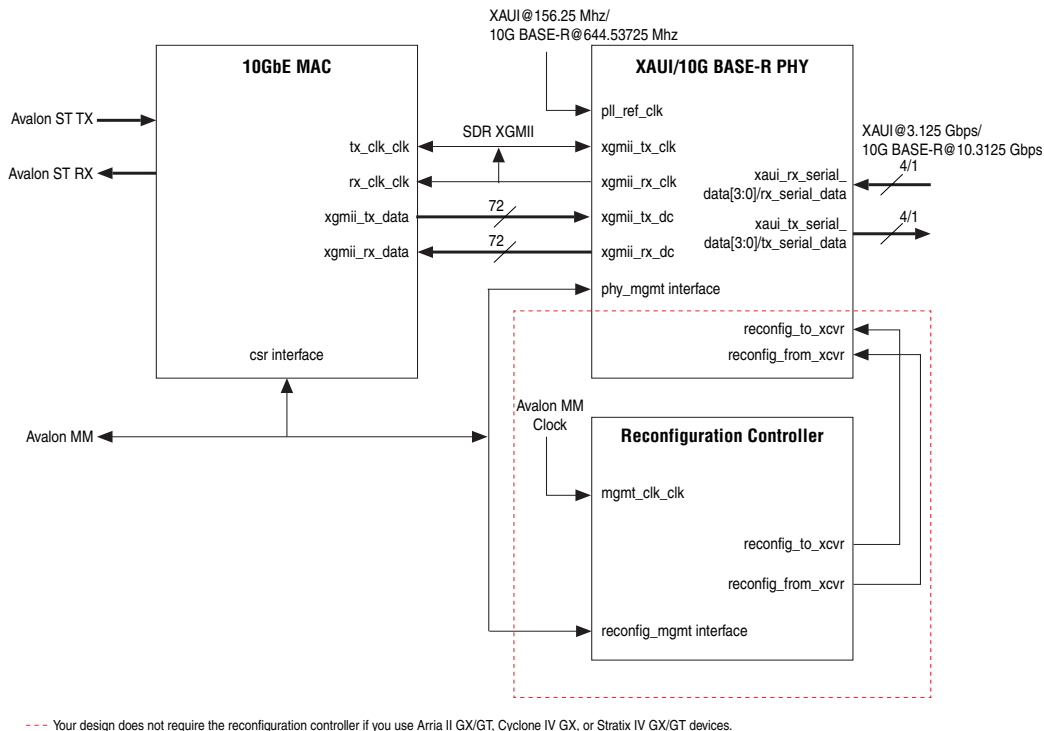 XAUI@156.25 Mhz/
10G BASE-R@644.53725 Mhz
10GbE MAC
XAUI/10G BASE-R PHY
Avalon ST TX
Avalon ST RX
pll_ref_clk
SDR XGMII
tx_clk_clk
xgmii_tx_clk
rx_clk_clk
xgmii_rx_clk
xgmii_tx_data
72
xgmii_tx_dc
xgmii_rx_data
72
xgmii_rx_dc
XAUI@3.125 Gbps/
10G BASE-R@10.3125 Gbps
xaui_rx_serial_
data[3:0]/rx_serial_data
4/1
xaui_tx_serial_
data[3:0]/tx_serial_data
4/1
phy_mgmt interface
reconfig_to_xcvr
reconfig_from_xcvr
csr interface
Avalon MM
Avalon MM
Clock
Reconfiguration Controller
mgmt_clk_clk
reconfig_to_xcvr
reconfig_from_xcvr
reconfig_mgmt interface
Your design does not require the reconfiguration controller if you use Arria II GX/GT, Cyclone IV GX, or Stratix IV GX/GT devices.